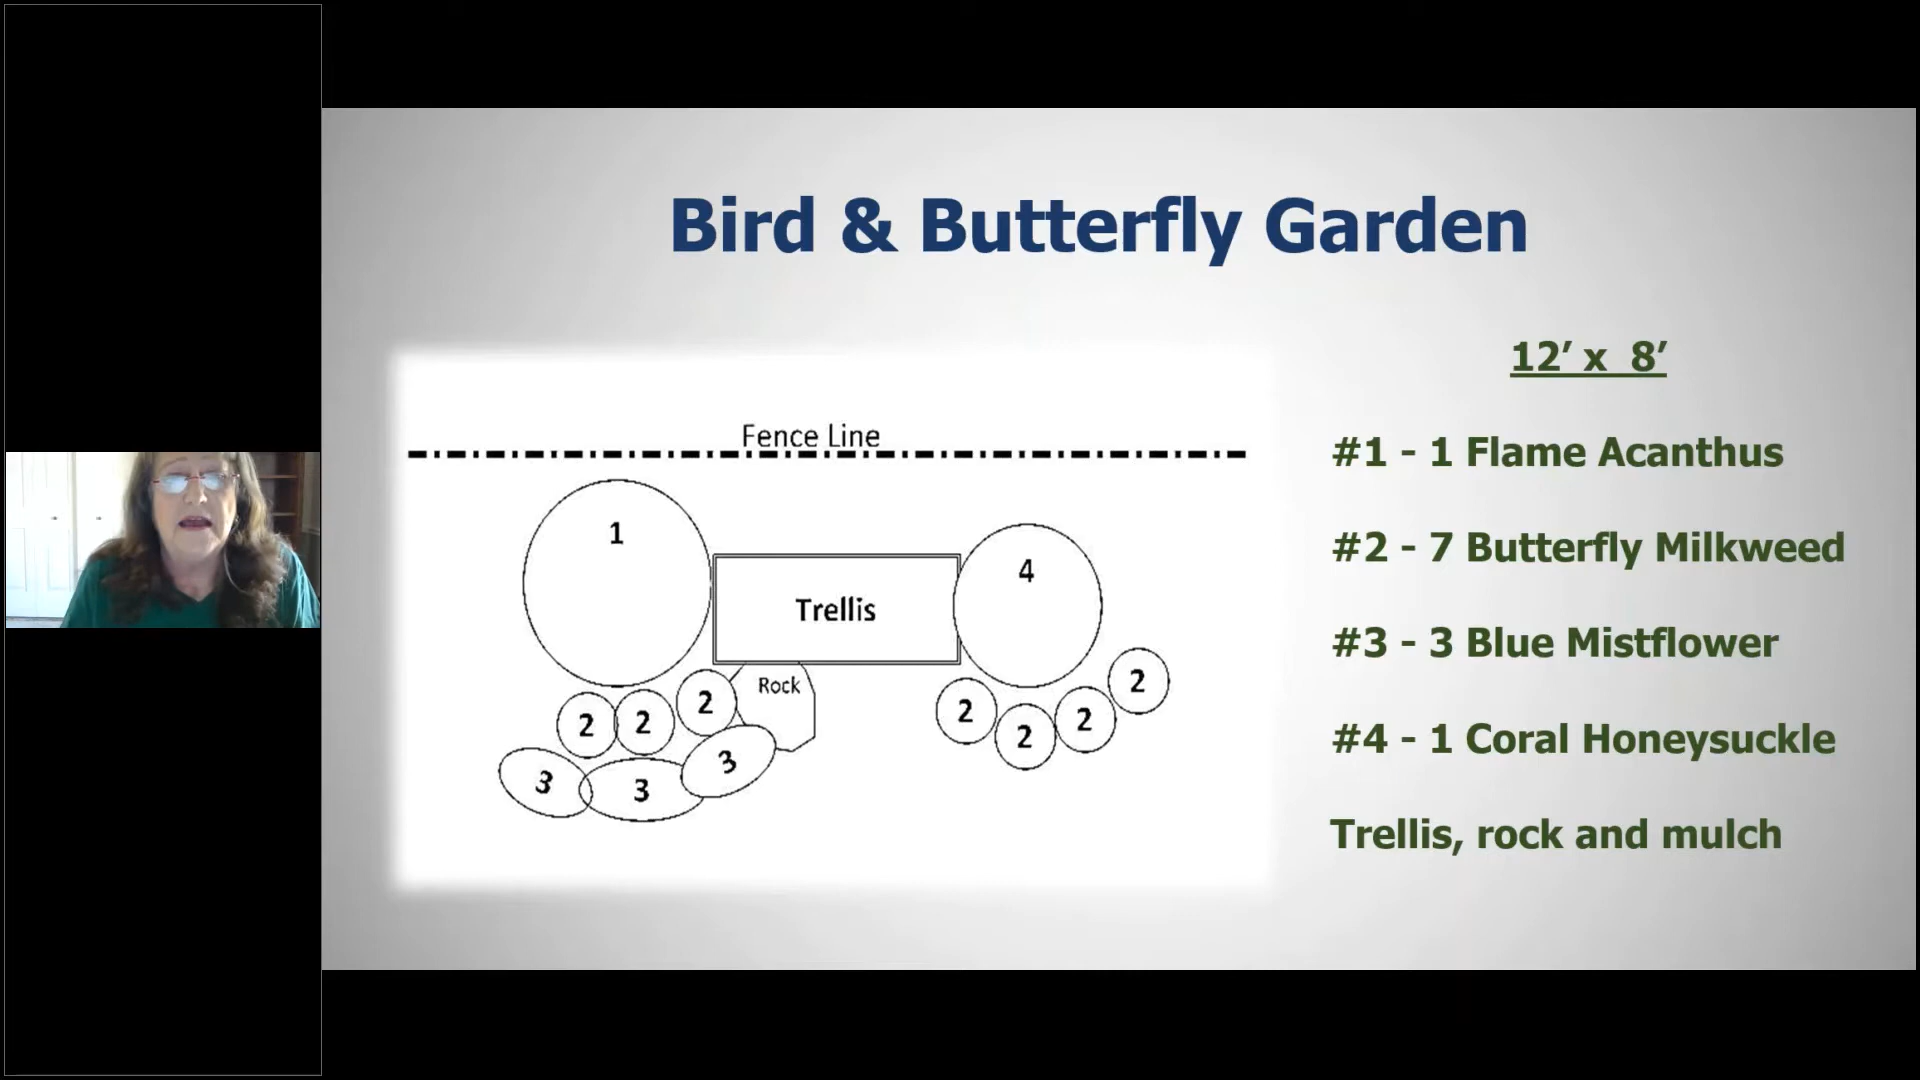 Bird & Butterfly Garden
Fence Line
1
Trellis
4
Rock
2
2
2
3
3
3
2
2
2
2
12’ x 8’
#1 - 1 Flame Acanthus
#2 - 7 Butterfly Milkweed
#3 - 3 Blue Mistflower
#4 - 1 Coral Honeysuckle
Trellis, rock and mulch